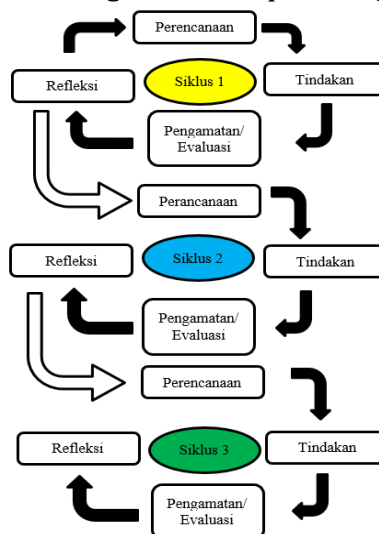 Perencanaan
Refleksi
Siklus 1
Tindakan
Pengamatan/
Evaluasi
Perancanaan
Refleksi
Siklus 2
Tindakan
Pengamatan/
Evaluasi
Perencanaan
Refleksi
Siklus 3
Tindakan
Pengamatan/
Evaluasi